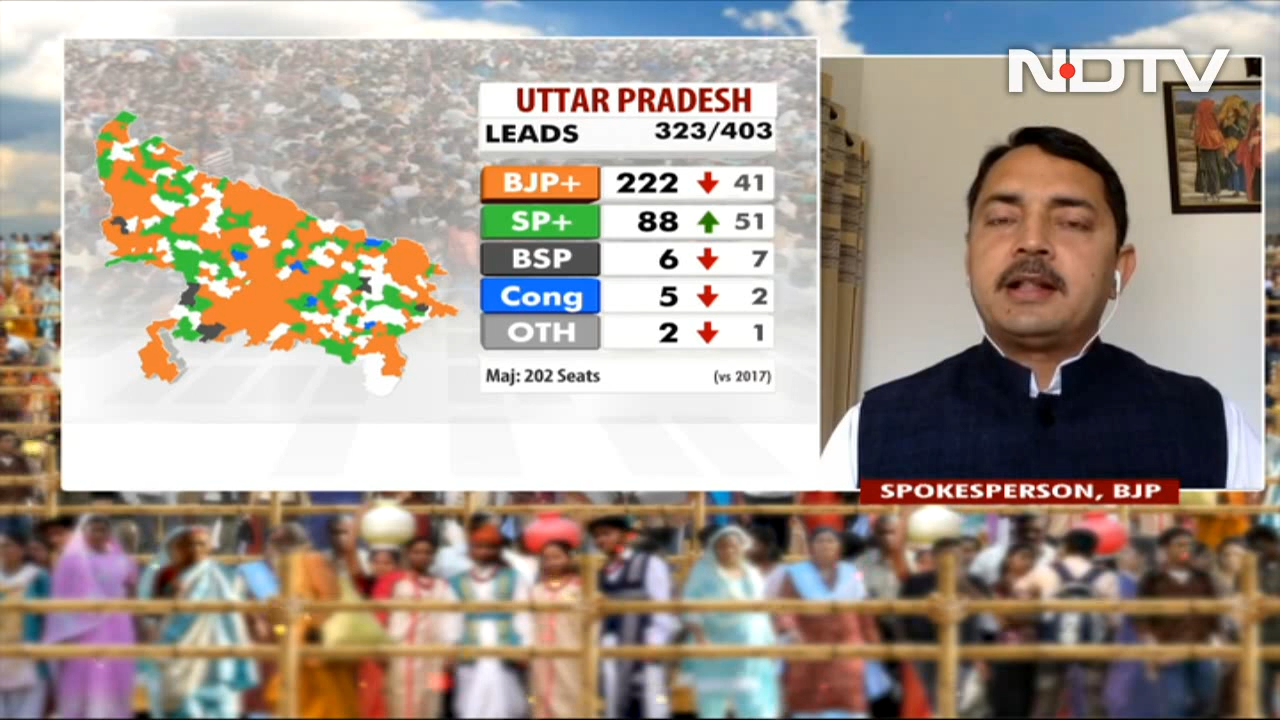 NDTV
UTTAR PRADESH
LEADS 323/403
BJP+ 222 41
SP+ 88 51
BSP 6 7
Cong 5 2
OTH 2 1
Maj: 202 Seats (vs 2017)
SPOKESPERSON, BJP